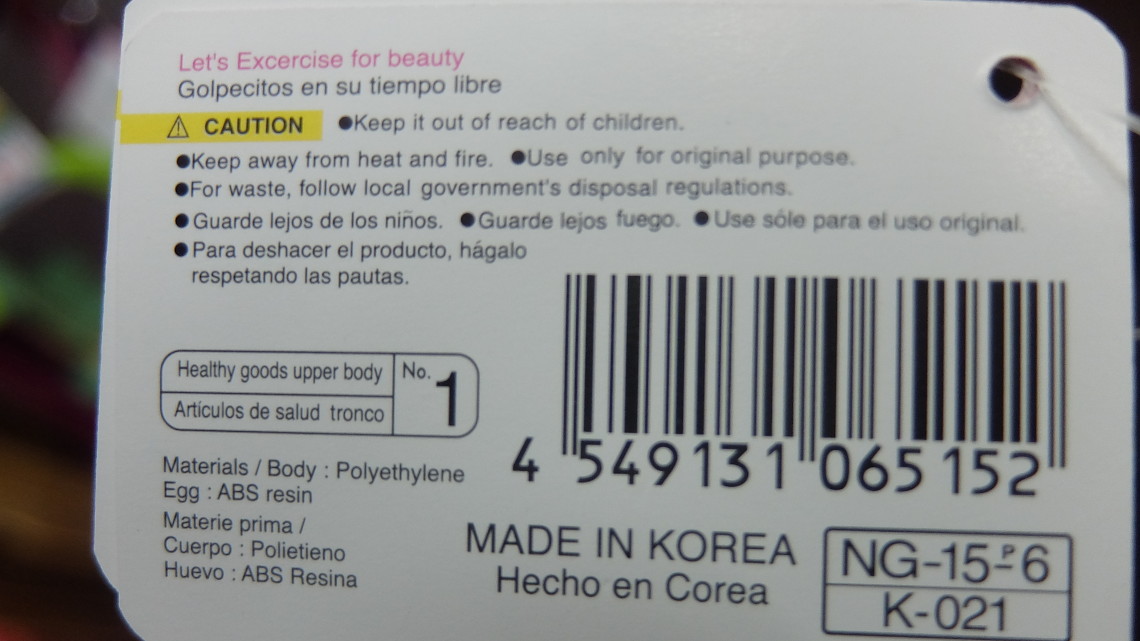 Let's Excercise for beauty
Golpecitos en su tiempo libre
⚠ CAUTION ●Keep it out of reach of children.
●Keep away from heat and fire. ●Use only for original purpose.
●For waste, follow local government's disposal regulations.
●Guarde lejos de los niños. ●Guarde lejos fuego. ●Use sóle para el uso original.
●Para deshacer el producto, hágalo
respetando las pautas.
Healthy goods upper body
Artículos de salud tronco
No. 1
Materials / Body : Polyethylene
Egg : ABS resin
Materie prima /
Cuerpo : Polietieno
Huevo : ABS Resina
4 549131 065152
MADE IN KOREA
Hecho en Corea
NG-15-P-6
K-021